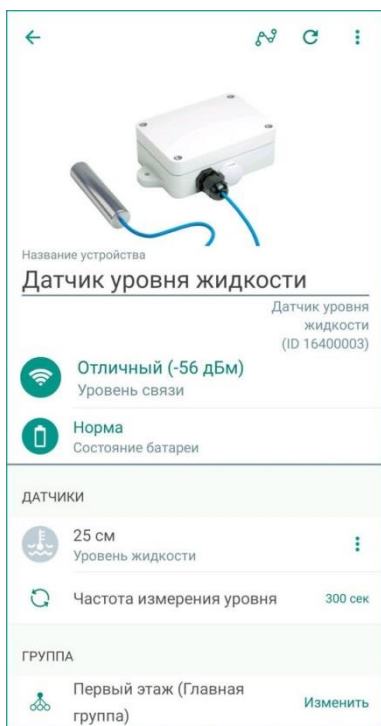 Название устройства
Датчик уровня жидкости
Датчик уровня
жидкости
(ID 16400003)
Отличный (-56 дБм)
Уровень связи
Норма
Состояние батареи
ДАТЧИКИ
25 см
Уровень жидкости
Частота измерения уровня
300 сек
ГРУППА
Первый этаж (Главная
группа)
Изменить